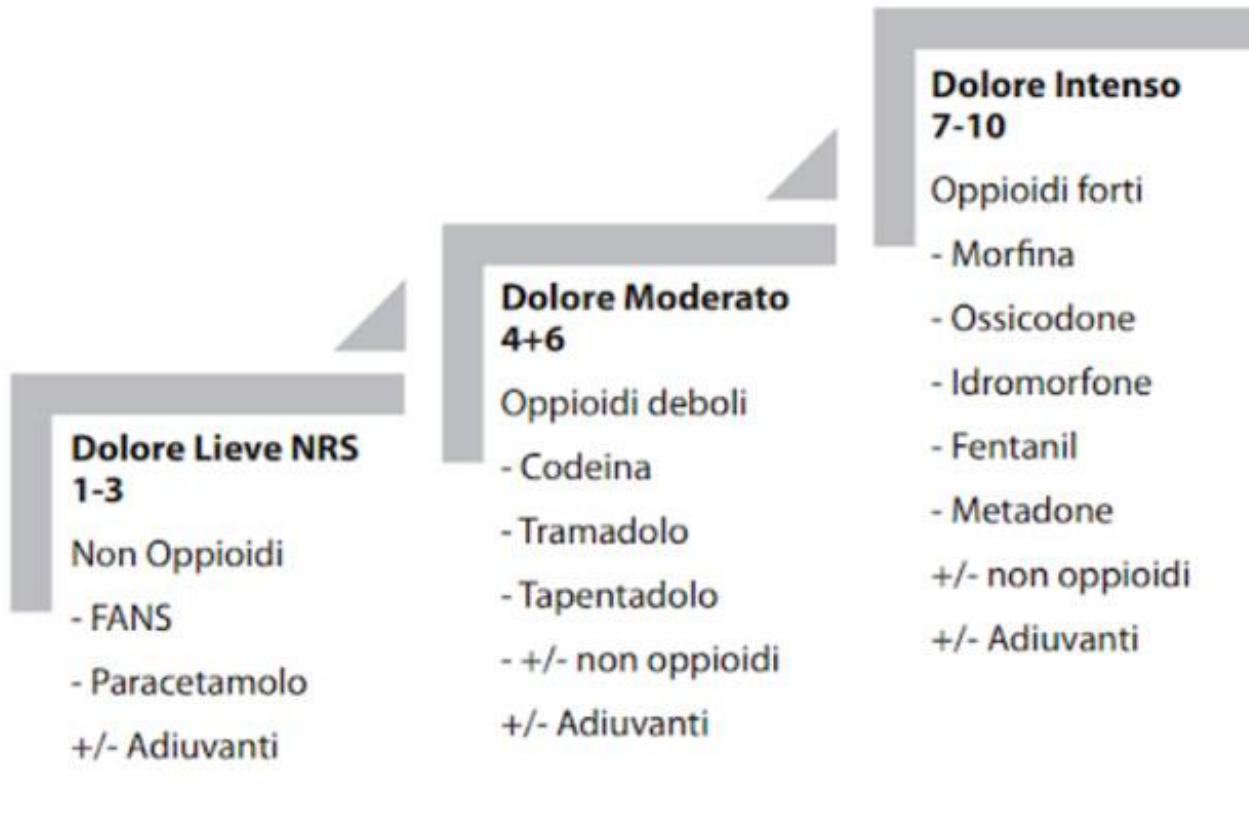 Dolore Lieve NRS
1-3
Non Oppioidi
- FANS
- Paracetamolo
+/- Adiuvanti
Dolore Moderato
4+6
Oppioidi deboli
- Codeina
- Tramadolo
- Tapentadolo
- +/- non oppioidi
+/- Adiuvanti
Dolore Intenso
7-10
Oppioidi forti
- Morfina
- Ossicodone
- Idromorfone
- Fentanil
- Metadone
+/- non oppioidi
+/- Adiuvanti